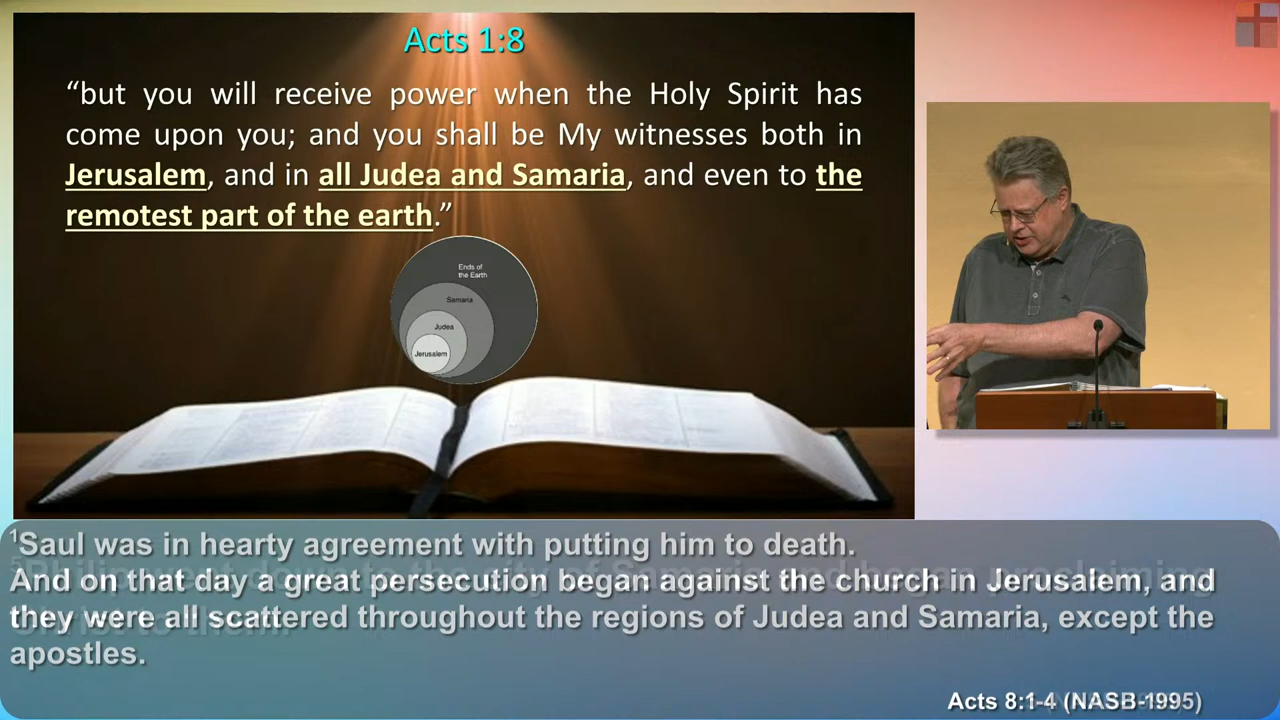 Acts 1:8
“but you will receive power when the Holy Spirit has
come upon you; and you shall be My witnesses both in
Jerusalem, and in all Judea and Samaria, and even to the
remotest part of the earth.”
Ends of
the Earth
Samaria
Judea
Jerusalem
1Saul was in hearty agreement with putting him to death.
And on that day a great persecution began against the church in Jerusalem, and
they were all scattered throughout the regions of Judea and Samaria, except the
apostles.
Acts 8:1-4 (NASB-1995)